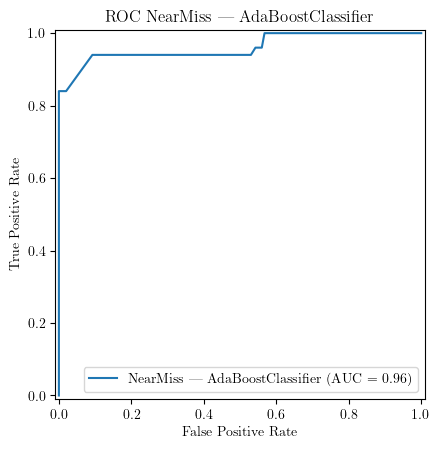 ROC NearMiss — AdaBoostClassifier
1.0
0.8
0.6
0.4
0.2
0.0
True Positive Rate
NearMiss — AdaBoostClassifier (AUC = 0.96)
0.0 0.2 0.4 0.6 0.8 1.0
False Positive Rate